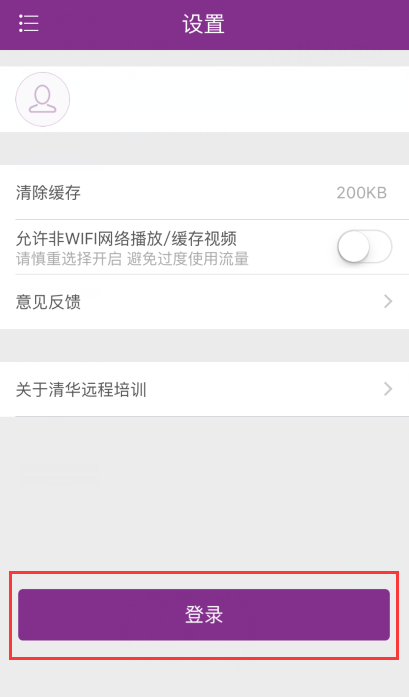 设置
清除缓存 200KB
允许非WIFI网络播放/缓存视频
请慎重选择开启 避免过度使用流量
意见反馈
关于清华远程培训
登录